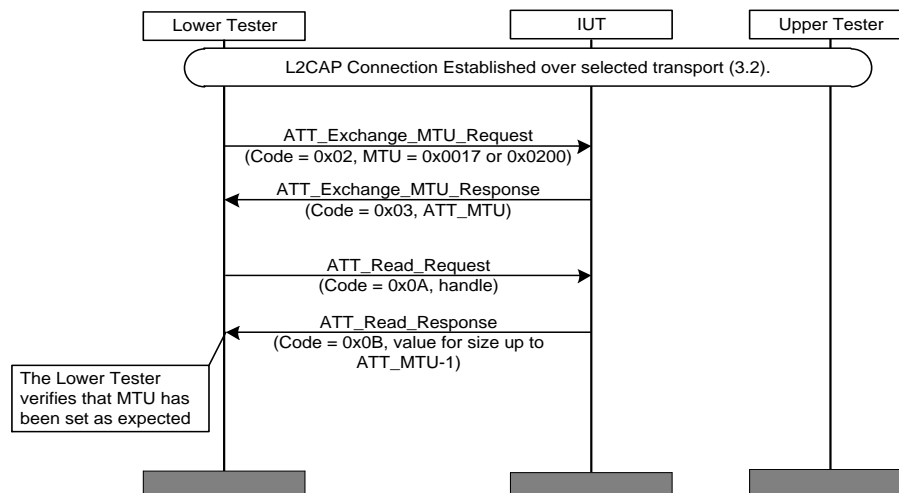 Lower Tester
IUT
Upper Tester
L2CAP Connection Established over selected transport (3.2).
ATT_Exchange_MTU_Request
(Code = 0x02, MTU = 0x0017 or 0x0200)
ATT_Exchange_MTU_Response
(Code = 0x03, ATT_MTU)
ATT_Read_Request
(Code = 0x0A, handle)
ATT_Read_Response
(Code = 0x0B, value for size up to
ATT_MTU-1)
The Lower Tester
verifies that MTU has
been set as expected